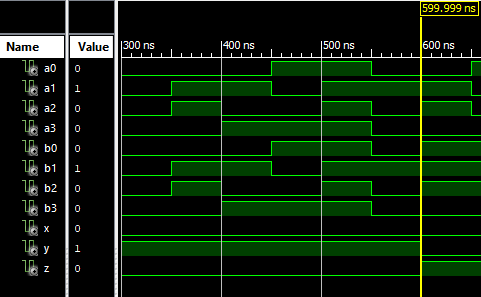 599.999 ns
Name Value 300 ns 400 ns 500 ns 600 ns
a0 0
a1 1
a2 0
a3 0
b0 0
b1 1
b2 0
b3 0
x 0
y 1
z 0